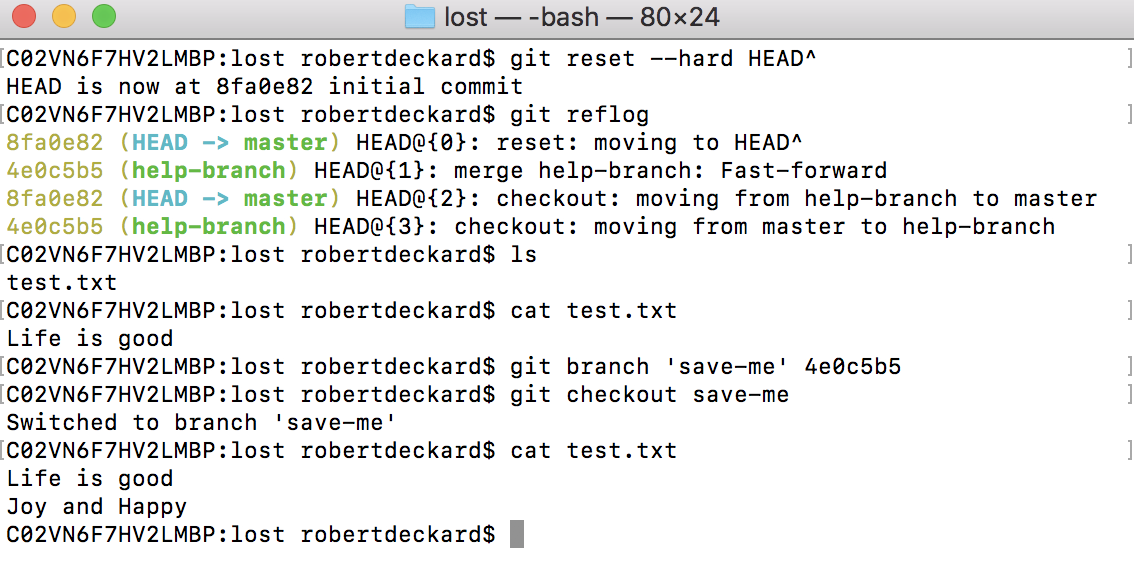 lost — -bash — 80×24
C02VN6F7HV2LMBP:lost robertdeckard$ git reset --hard HEAD^
HEAD is now at 8fa0e82 initial commit
C02VN6F7HV2LMBP:lost robertdeckard$ git reflog
8fa0e82 (HEAD -> master) HEAD@{0}: reset: moving to HEAD^
4e0c5b5 (help-branch) HEAD@{1}: merge help-branch: Fast-forward
8fa0e82 (HEAD -> master) HEAD@{2}: checkout: moving from help-branch to master
4e0c5b5 (help-branch) HEAD@{3}: checkout: moving from master to help-branch
C02VN6F7HV2LMBP:lost robertdeckard$ ls
test.txt
C02VN6F7HV2LMBP:lost robertdeckard$ cat test.txt
Life is good
C02VN6F7HV2LMBP:lost robertdeckard$ git branch 'save-me' 4e0c5b5
C02VN6F7HV2LMBP:lost robertdeckard$ git checkout save-me
Switched to branch 'save-me'
C02VN6F7HV2LMBP:lost robertdeckard$ cat test.txt
Life is good
Joy and Happy
C02VN6F7HV2LMBP:lost robertdeckard$